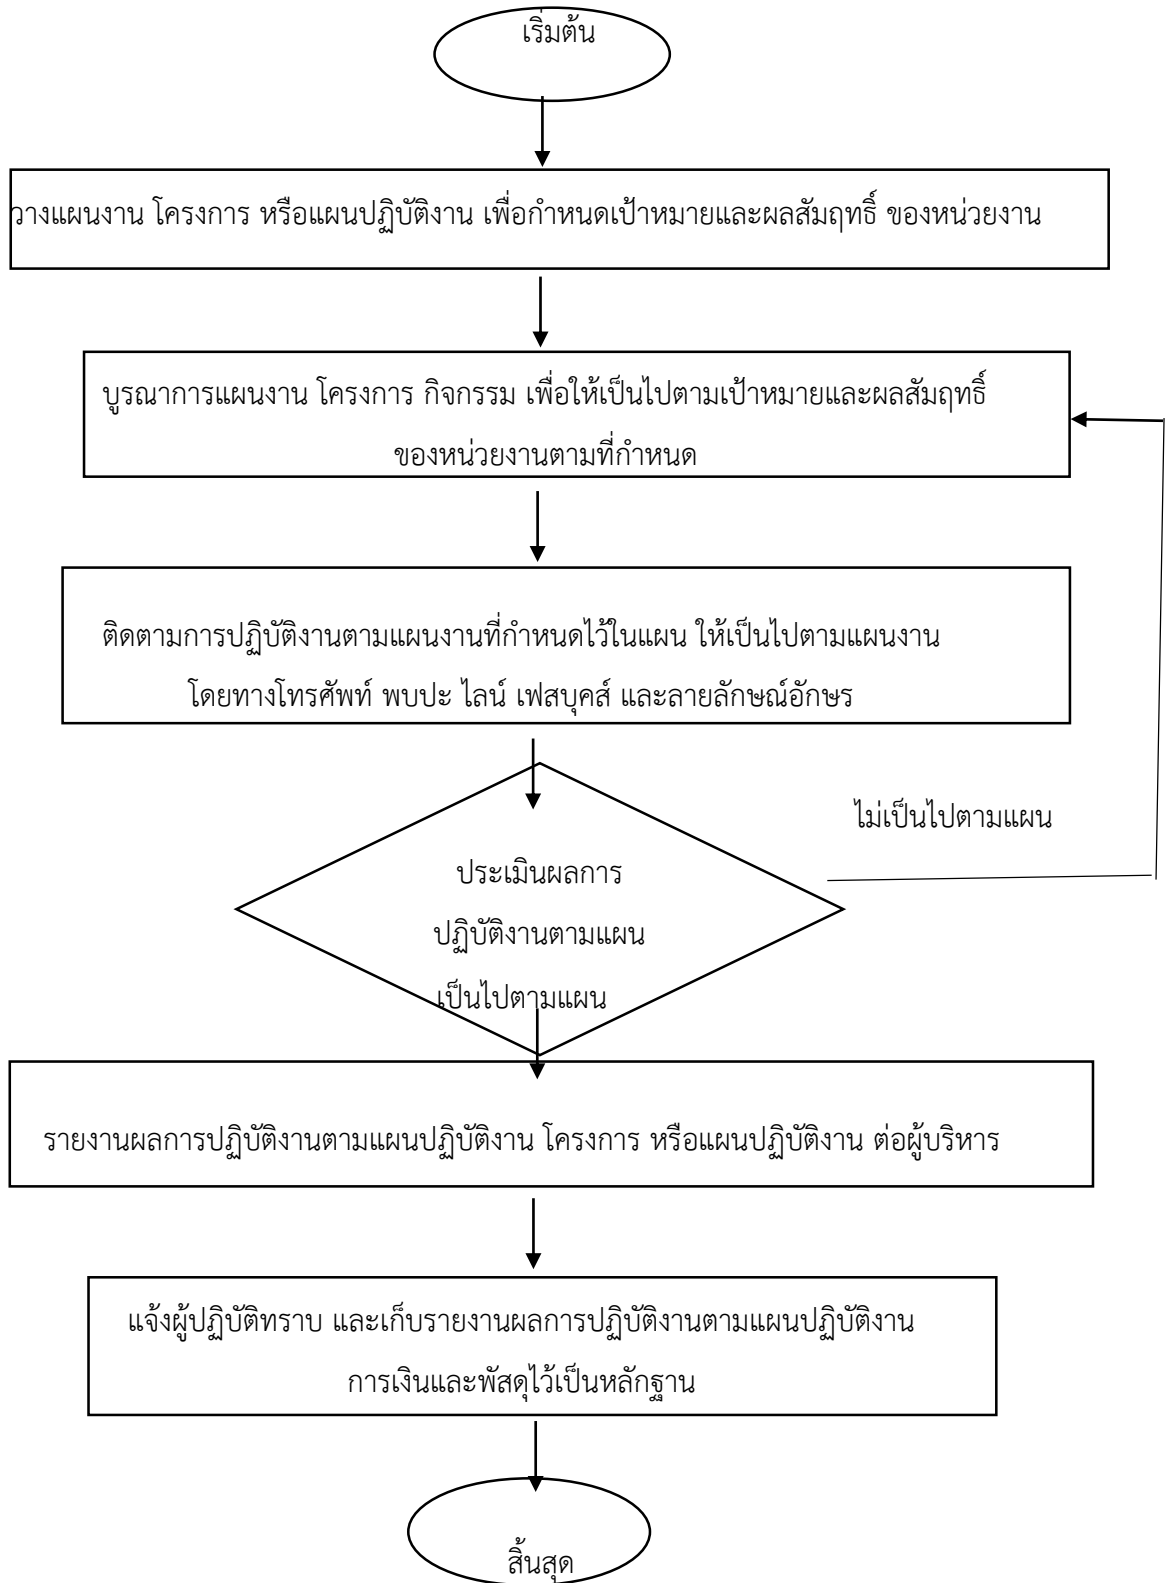 เริ่มต้น
วางแผนงาน โครงการ หรือแผนปฏิบัติงาน เพื่อกำหนดเป้าหมายและผลสัมฤทธิ์ ของหน่วยงาน
บูรณาการแผนงาน โครงการ กิจกรรม เพื่อให้เป็นไปตามเป้าหมายและผลสัมฤทธิ์
ของหน่วยงานตามที่กำหนด
ติดตามการปฏิบัติงานตามแผนงานที่กำหนดไว้ในแผน ให้เป็นไปตามแผนงาน
โดยทางโทรศัพท์ พบปะ ไลน์ เฟสบุคส์ และลายลักษณ์อักษร
ไม่เป็นไปตามแผน
ประเมินผลการ
ปฏิบัติงานตามแผน
เป็นไปตามแผน
รายงานผลการปฏิบัติงานตามแผนปฏิบัติงาน โครงการ หรือแผนปฏิบัติงาน ต่อผู้บริหาร
แจ้งผู้ปฏิบัติทราบ และเก็บรายงานผลการปฏิบัติงานตามแผนปฏิบัติงาน
การเงินและพัสดุไว้เป็นหลักฐาน
สิ้นสุด